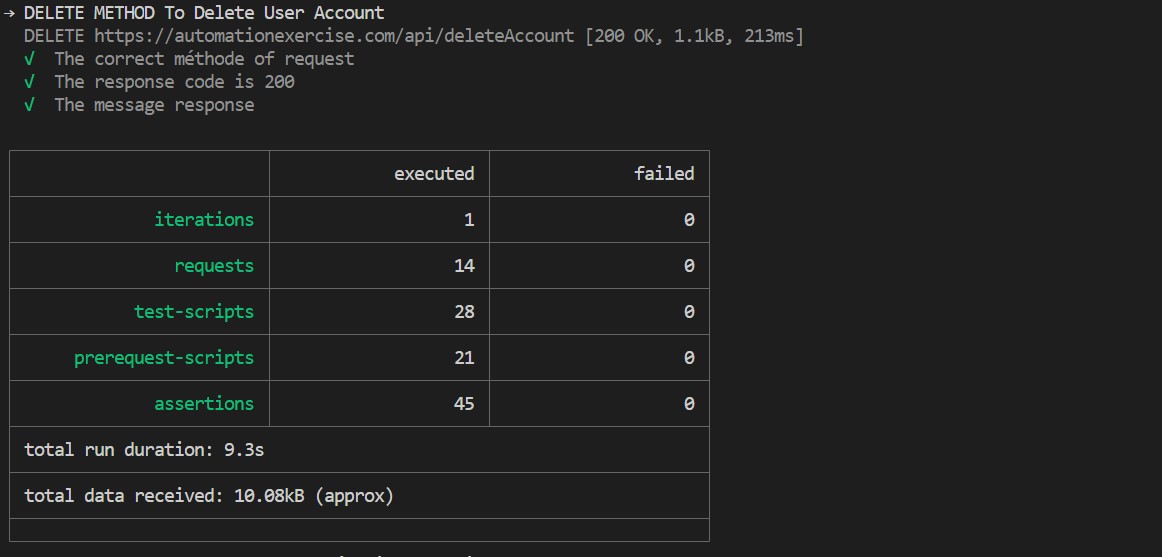 → DELETE METHOD To Delete User Account
DELETE https://automationexercise.com/api/deleteAccount [200 OK, 1.1kB, 213ms]
√ The correct méthode of request
√ The response code is 200
√ The message response
executed failed
iterations 1 0
requests 14 0
test-scripts 28 0
prerequest-scripts 21 0
assertions 45 0
total run duration: 9.3s
total data received: 10.08kB (approx)